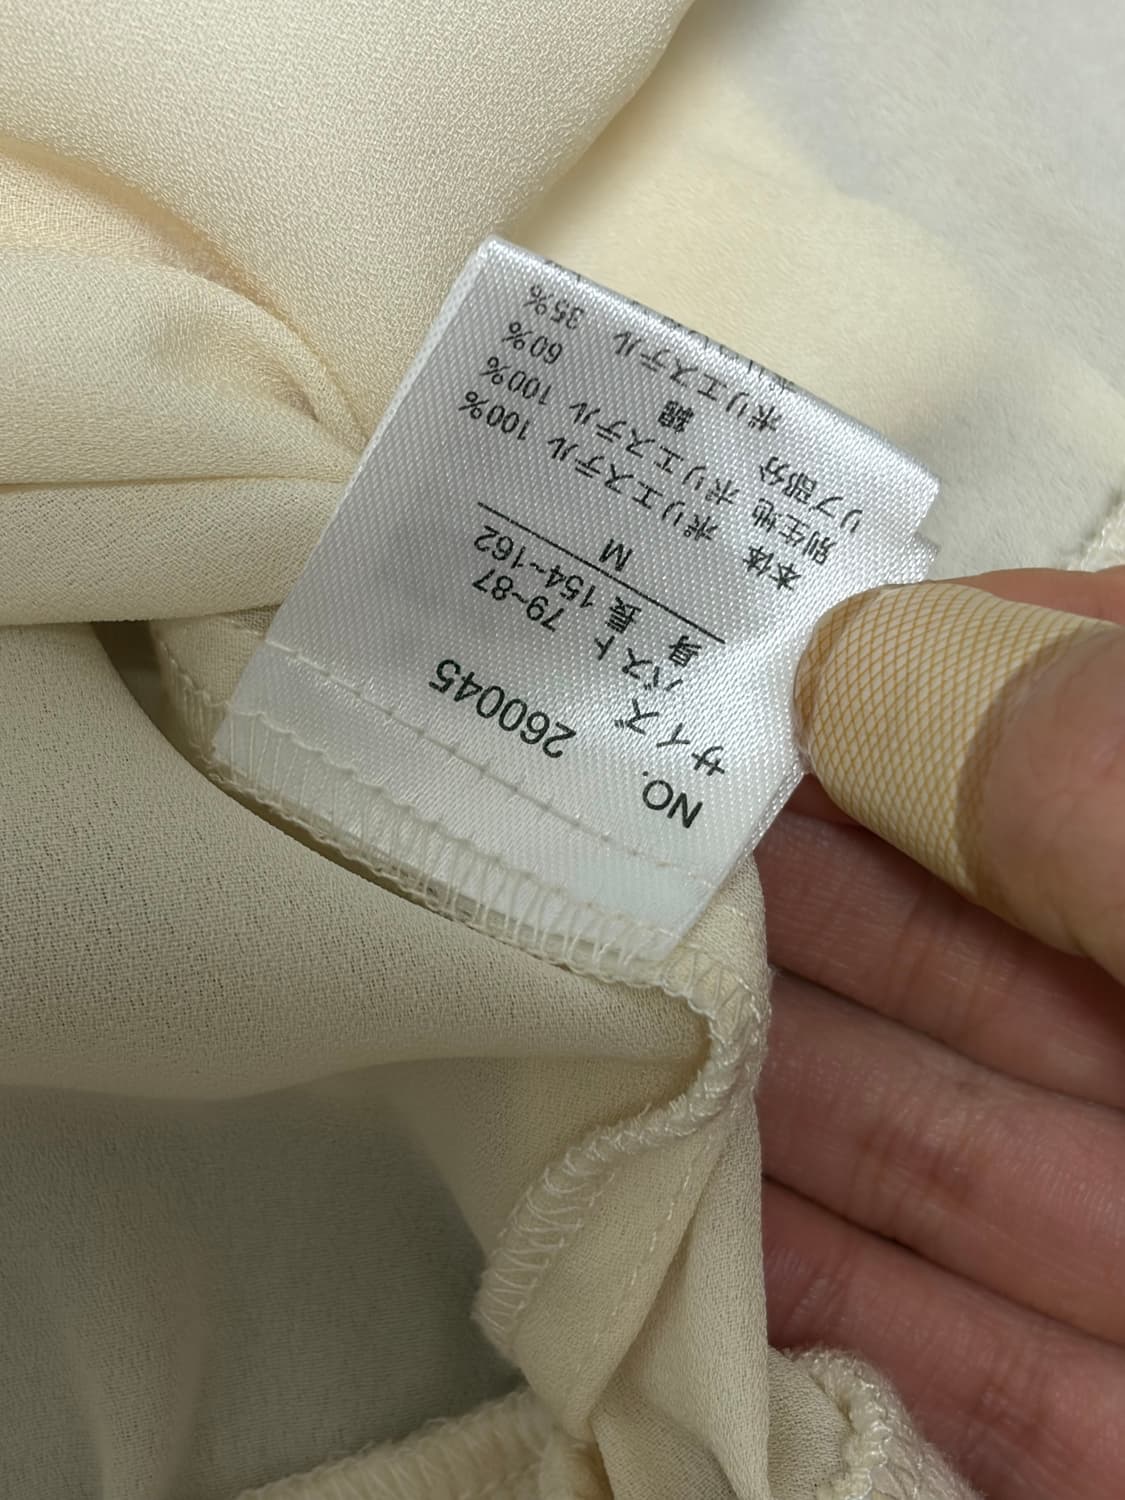 NO. 260045
サイズ
バスト 79~87
身長 154~162
M
本体 ポリエステル 100%
別生地 ポリエステル 100%
リブ部分 綿 60%
ポリエステル 35%